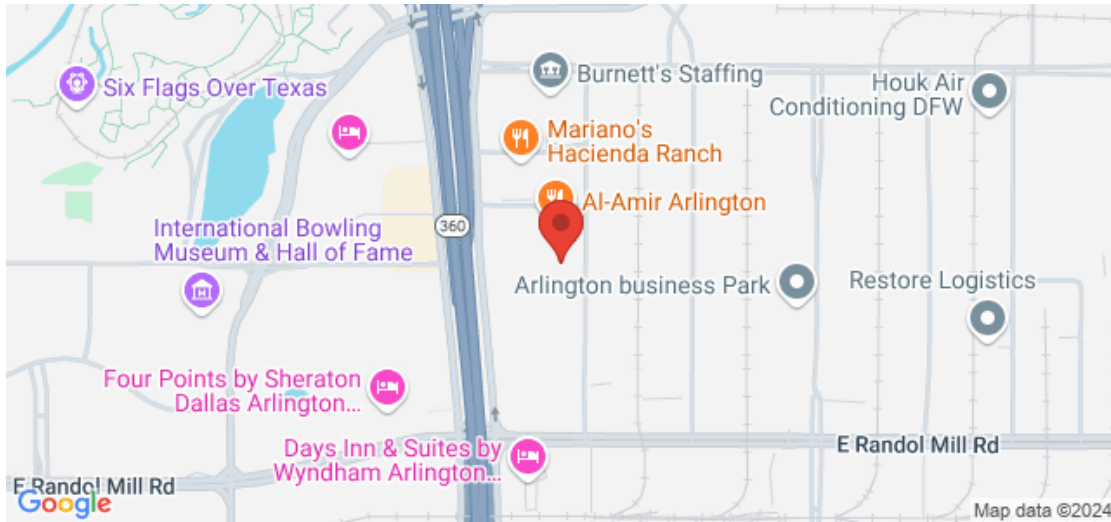 Six Flags Over Texas
Burnett's Staffing
Houk Air
Conditioning DFW
Mariano's
Hacienda Ranch
Al-Amir Arlington
International Bowling
Museum & Hall of Fame
360
Arlington business Park
Restore Logistics
Four Points by Sheraton
Dallas Arlington...
Days Inn & Suites by
Wyndham Arlington...
E Randol Mill Rd
E Randol Mill Rd
Google
Map data ©2024